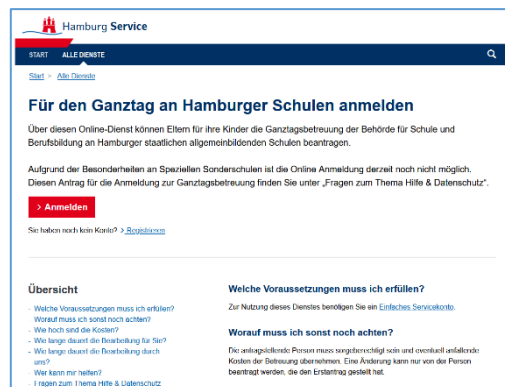 Hamburg Service
START ALLE DIENSTE
Start > Alle Dienste
Für den Ganztag an Hamburger Schulen anmelden
Über diesen Online-Dienst können Eltern für ihre Kinder die Ganztagsbetreuung der Behörde für Schule und
Berufsbildung an Hamburger staatlichen allgemeinbildenden Schulen beantragen.
Aufgrund der Besonderheiten an Speziellen Sonderschulen ist die Online Anmeldung derzeit noch nicht möglich.
Diesen Antrag für die Anmeldung zur Ganztagsbetreuung finden Sie unter „Fragen zum Thema Hilfe & Datenschutz“.
> Anmelden
Sie haben noch kein Konto? > Registrieren
Übersicht
- Welche Voraussetzungen muss ich erfüllen?
Worauf muss ich sonst noch achten?
- Wie hoch sind die Kosten?
- Wie lange dauert die Bearbeitung für Sie?
- Wie lange dauert die Bearbeitung durch
uns?
- Wer kann mir helfen?
- Fragen zum Thema Hilfe & Datenschutz
Welche Voraussetzungen muss ich erfüllen?
Zur Nutzung dieses Dienstes benötigen Sie ein Einfaches Servicekonto.
Worauf muss ich sonst noch achten?
Die antragstellende Person muss sorgeberechtigt sein und eventuell anfallende
Kosten der Betreuung übernehmen. Eine Änderung kann nur von der Person
beantragt werden, die den Erstantrag gestellt hat.